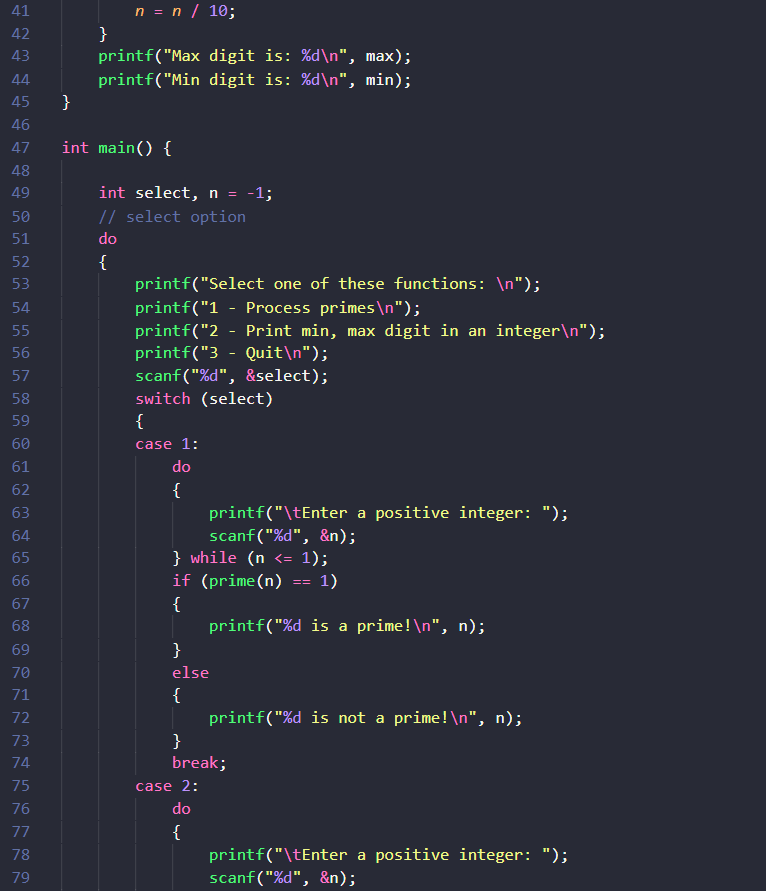 41 n = n / 10;
42 }
43 printf("Max digit is: %d\n", max);
44 printf("Min digit is: %d\n", min);
45 }
46
47 int main() {
48
49 int select, n = -1;
50 // select option
51 do
52 {
53 printf("Select one of these functions: \n");
54 printf("1 - Process primes\n");
55 printf("2 - Print min, max digit in an integer\n");
56 printf("3 - Quit\n");
57 scanf("%d", &select);
58 switch (select)
59 {
60 case 1:
61 do
62 {
63 printf("\tEnter a positive integer: ");
64 scanf("%d", &n);
65 } while (n <= 1);
66 if (prime(n) == 1)
67 {
68 printf("%d is a prime!\n", n);
69 }
70 else
71 {
72 printf("%d is not a prime!\n", n);
73 }
74 break;
75 case 2:
76 do
77 {
78 printf("\tEnter a positive integer: ");
79 scanf("%d", &n);